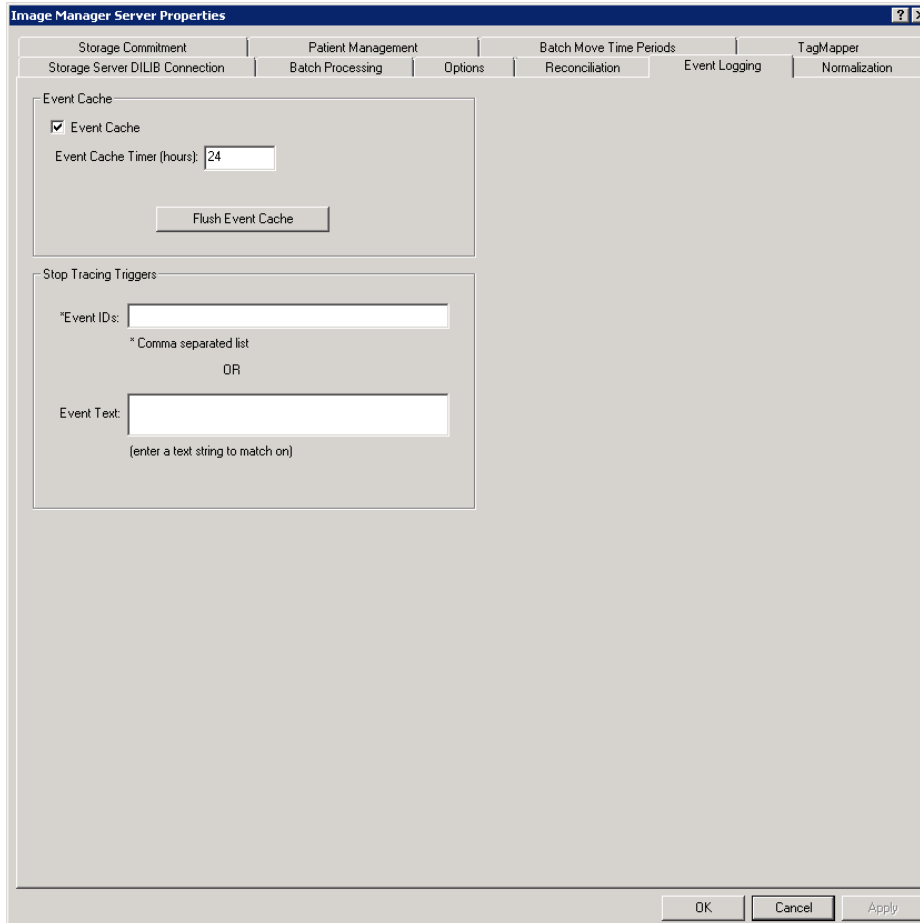 Image Manager Server Properties
Storage Commitment Patient Management Batch Move Time Periods TagMapper
Storage Server DILIB Connection Batch Processing Options Reconciliation Event Logging Normalization
Event Cache
Event Cache
Event Cache Timer (hours): 24
Flush Event Cache
Stop Tracing Triggers
*Event IDs:
* Comma separated list
OR
Event Text:
(enter a text string to match on)
OK Cancel Apply